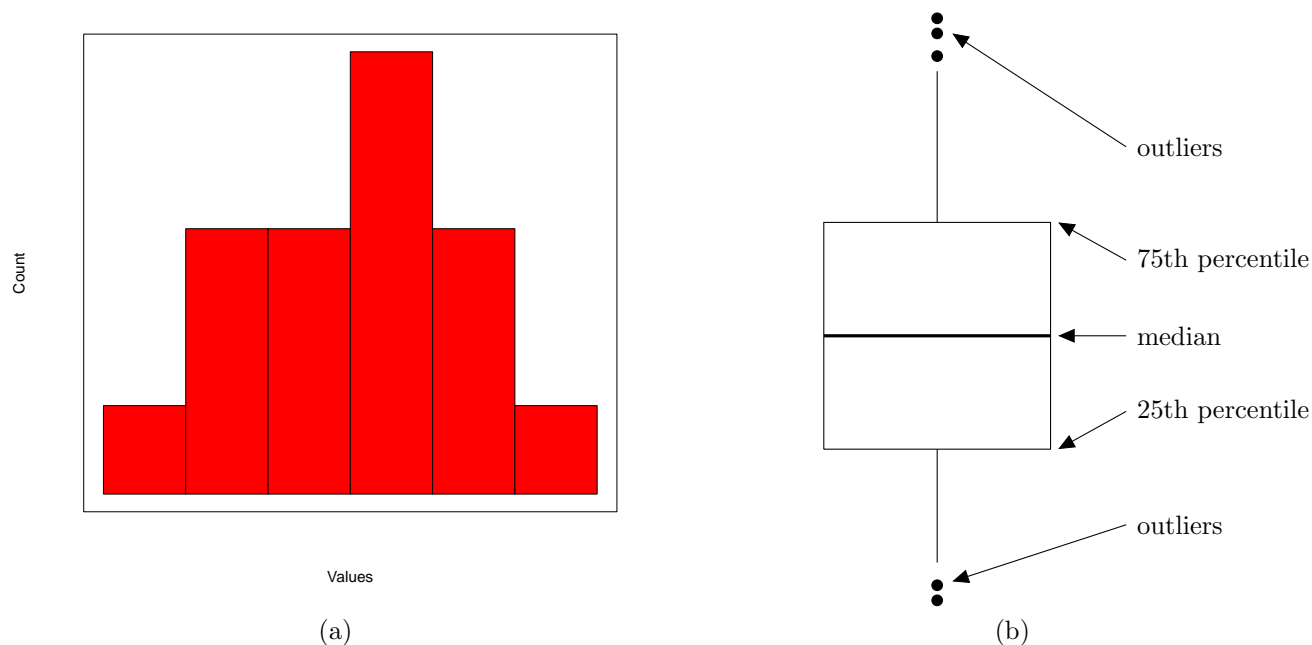 Count
Values
(a)
outliers
75th percentile
median
25th percentile
outliers
(b)